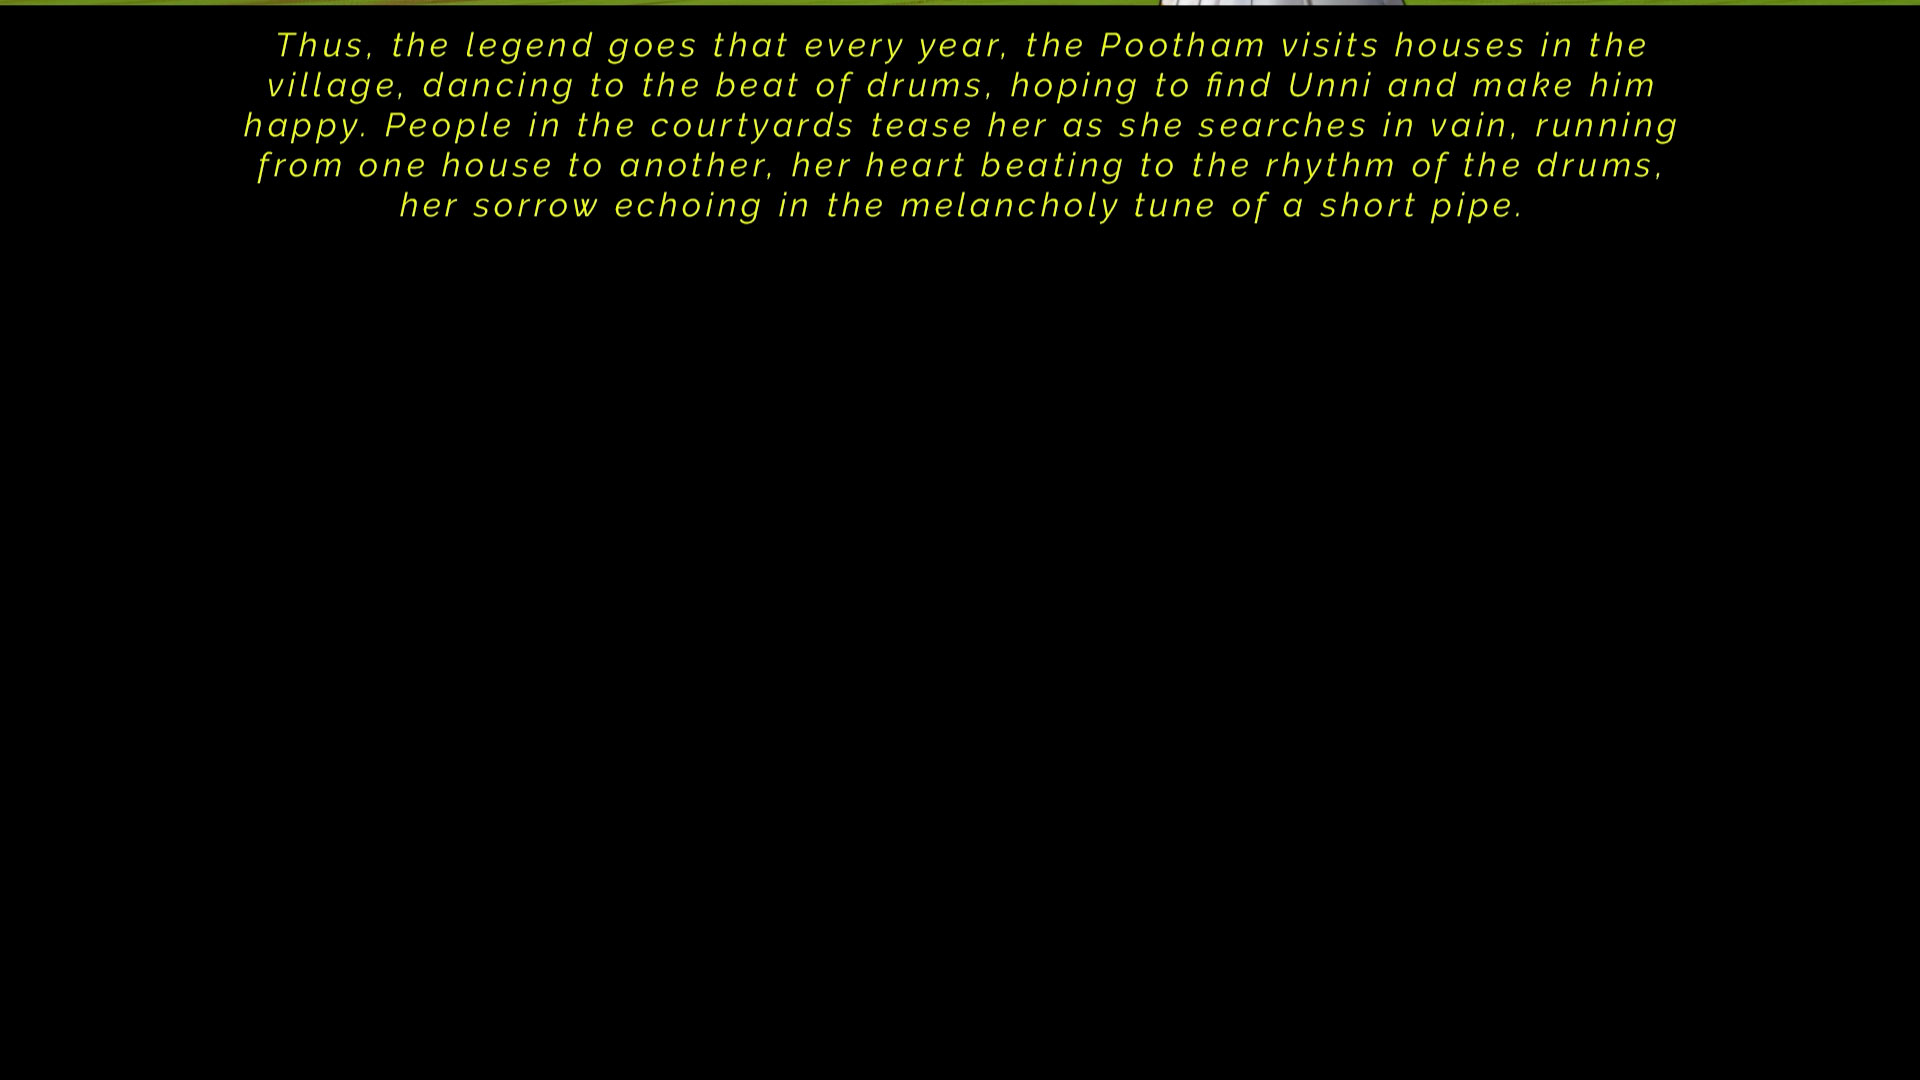 Thus, the legend goes that every year, the Pootham visits houses in the
village, dancing to the beat of drums, hoping to find Unni and make him
happy. People in the courtyards tease her as she searches in vain, running
from one house to another, her heart beating to the rhythm of the drums,
her sorrow echoing in the melancholy tune of a short pipe.